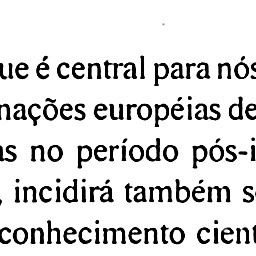 ue é central para nós
nações européias de
as no período pós-i
, incidirá também s
conhecimento cient